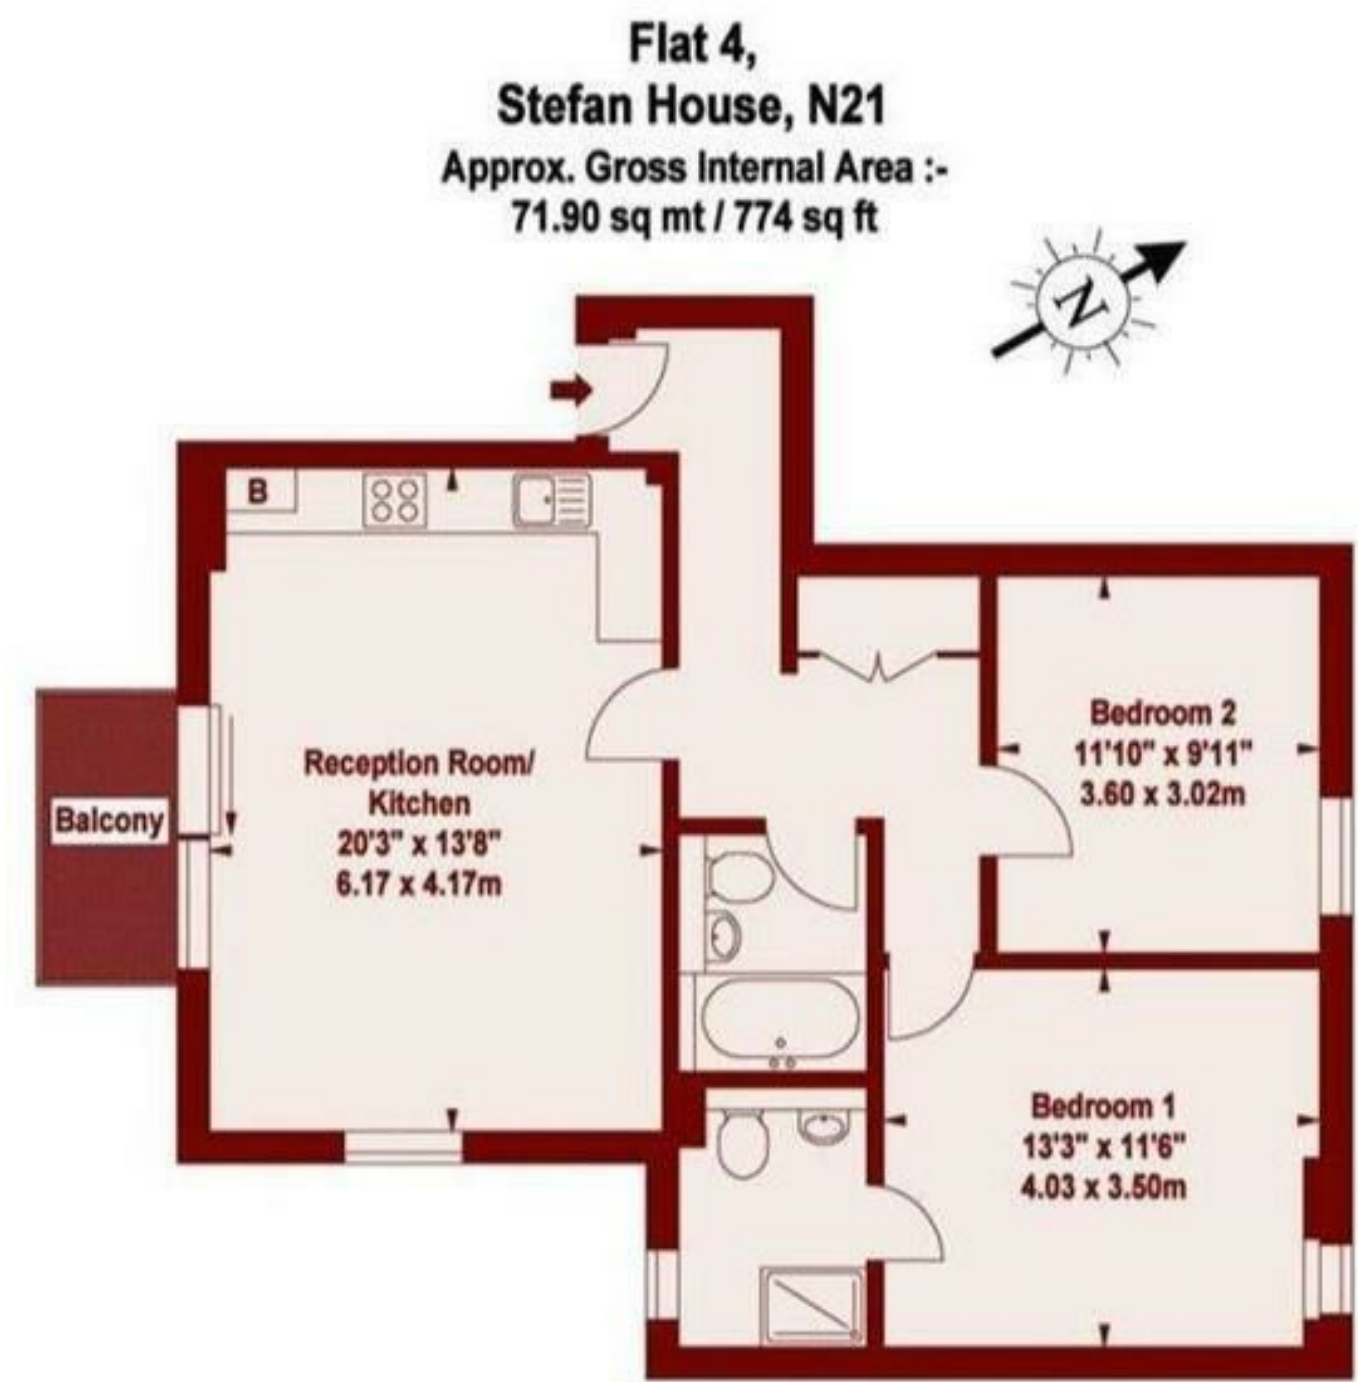 Flat 4,
Stefan House, N21
Approx. Gross Internal Area :-
71.90 sq mt / 774 sq ft
N
B
Reception Room/
Kitchen
20'3" x 13'8"
6.17 x 4.17m
Balcony
Bedroom 2
11'10" x 9'11"
3.60 x 3.02m
Bedroom 1
13'3" x 11'6"
4.03 x 3.50m